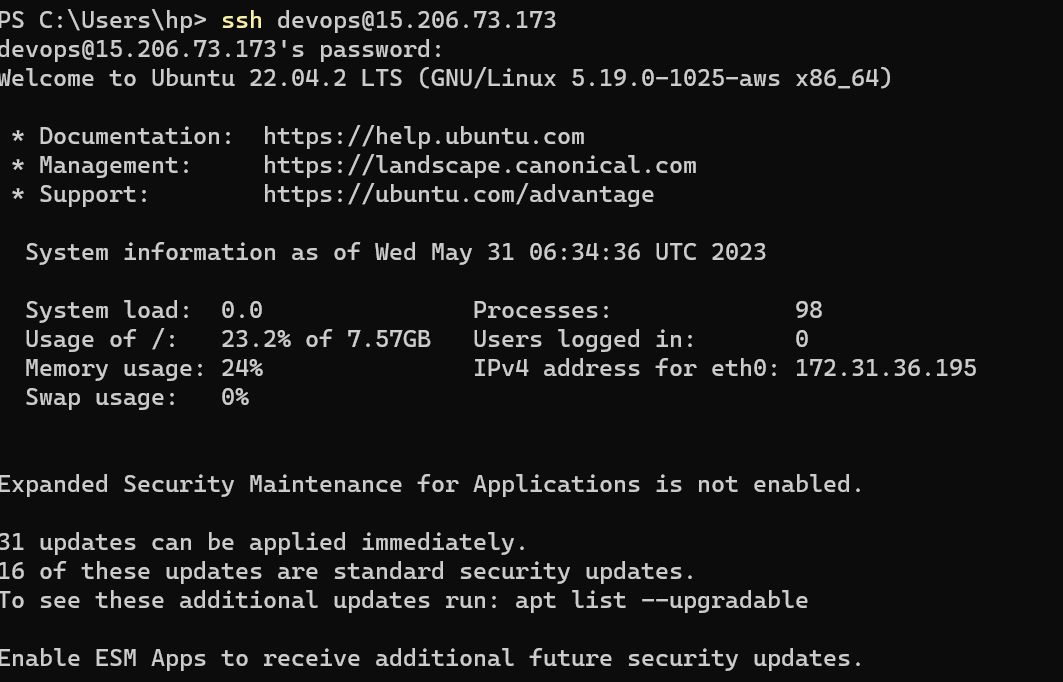 PS C:\Users\hp> ssh devops@15.206.73.173
devops@15.206.73.173's password:
Welcome to Ubuntu 22.04.2 LTS (GNU/Linux 5.19.0-1025-aws x86_64)
* Documentation: https://help.ubuntu.com
* Management: https://landscape.canonical.com
* Support: https://ubuntu.com/advantage
System information as of Wed May 31 06:34:36 UTC 2023
System load: 0.0 Processes: 98
Usage of /: 23.2% of 7.57GB Users logged in: 0
Memory usage: 24% IPv4 address for eth0: 172.31.36.195
Swap usage: 0%
Expanded Security Maintenance for Applications is not enabled.
31 updates can be applied immediately.
16 of these updates are standard security updates.
To see these additional updates run: apt list --upgradable
Enable ESM Apps to receive additional future security updates.